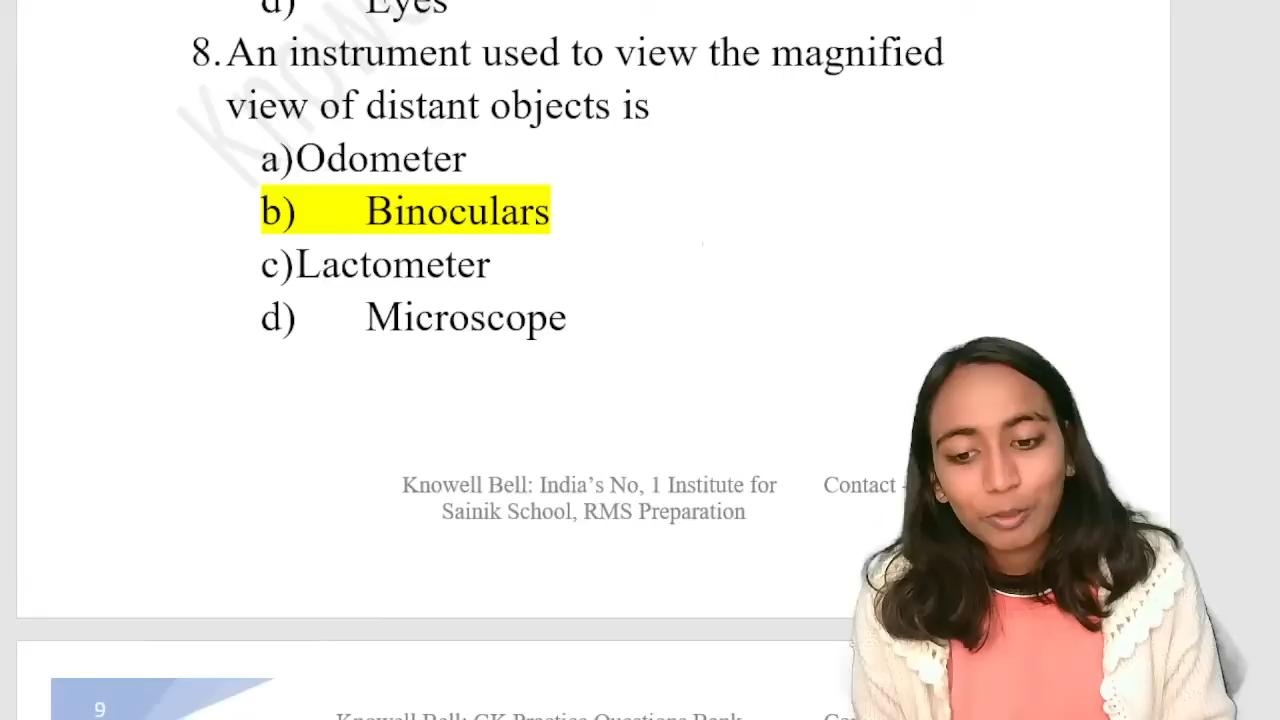 d) Eyes
8. An instrument used to view the magnified
view of distant objects is
a) Odometer
b) Binoculars
c) Lactometer
d) Microscope
Knowell Bell: India's No, 1 Institute for
Sainik School, RMS Preparation
Contact
9
Knowell Bell: GK Practice Questions Bank